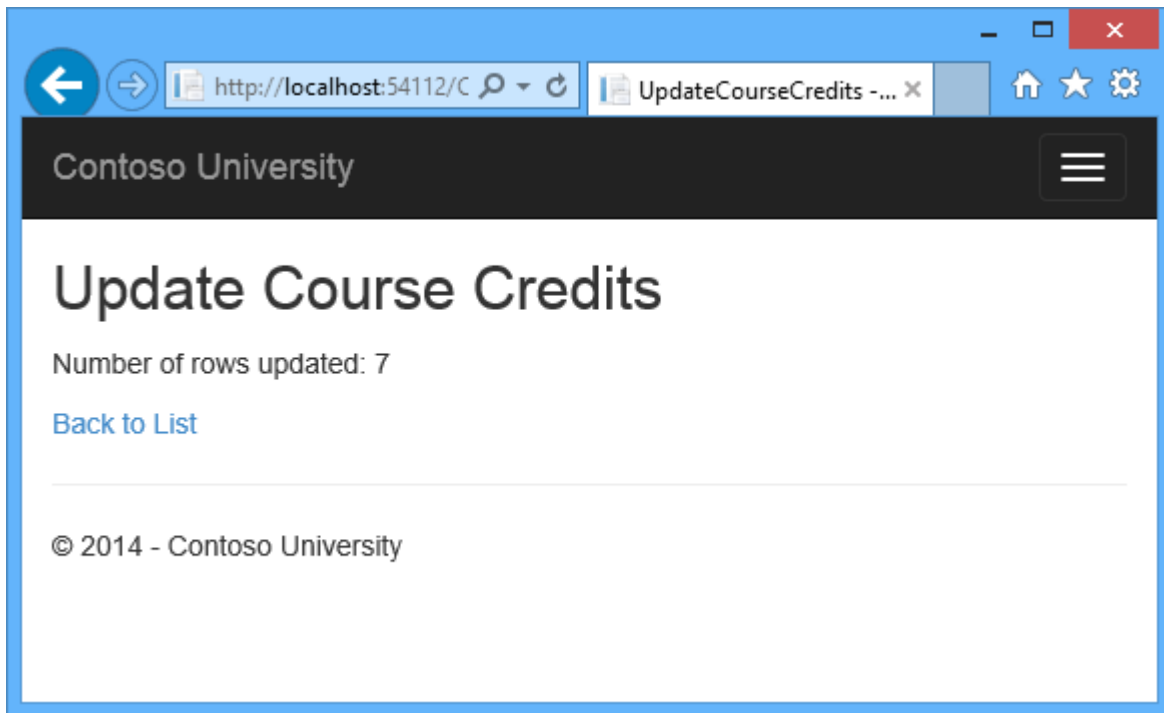 http://localhost:54112/C
UpdateCourseCredits -...
Contoso University
Update Course Credits
Number of rows updated: 7
Back to List
© 2014 - Contoso University